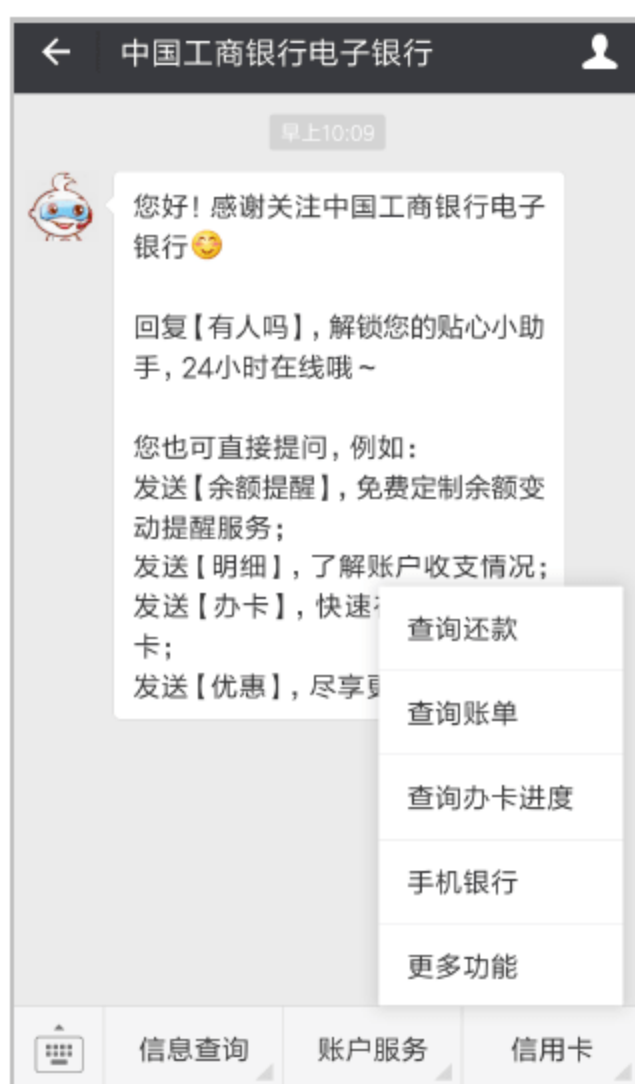 中国工商银行电子银行
早上10:09
您好！感谢关注中国工商银行电子
银行
回复【有人吗】，解锁您的贴心小助
手，24小时在线哦~
您也可直接提问，例如：
发送【余额提醒】，免费定制余额变
动提醒服务；
发送【明细】，了解账户收支情况；
发送【办卡】，快速
卡；
发送【优惠】，尽享
查询还款
查询账单
查询办卡进度
手机银行
更多功能
信息查询
账户服务
信用卡